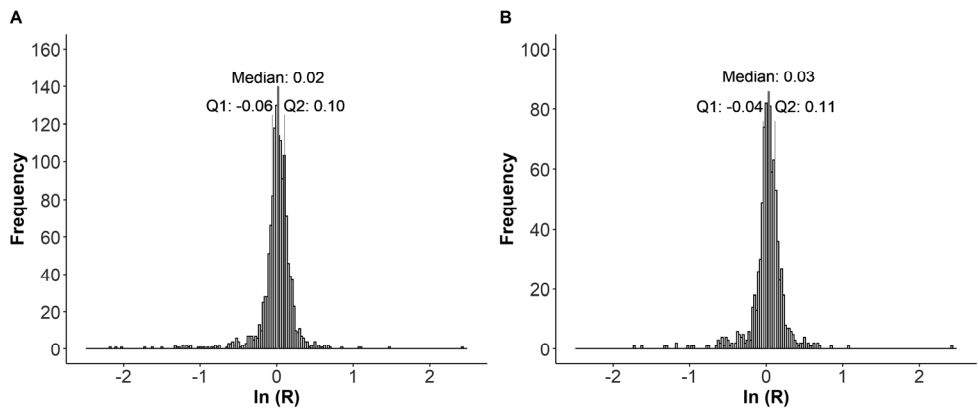 A
160
140
120
100
80
60
40
20
0
Frequency
Median: 0.02
Q1: -0.06 Q2: 0.10
-2 -1 0 1 2
ln (R)
B
100
80
60
40
20
0
Frequency
Median: 0.03
Q1: -0.04 Q2: 0.11
-2 -1 0 1 2
ln (R)